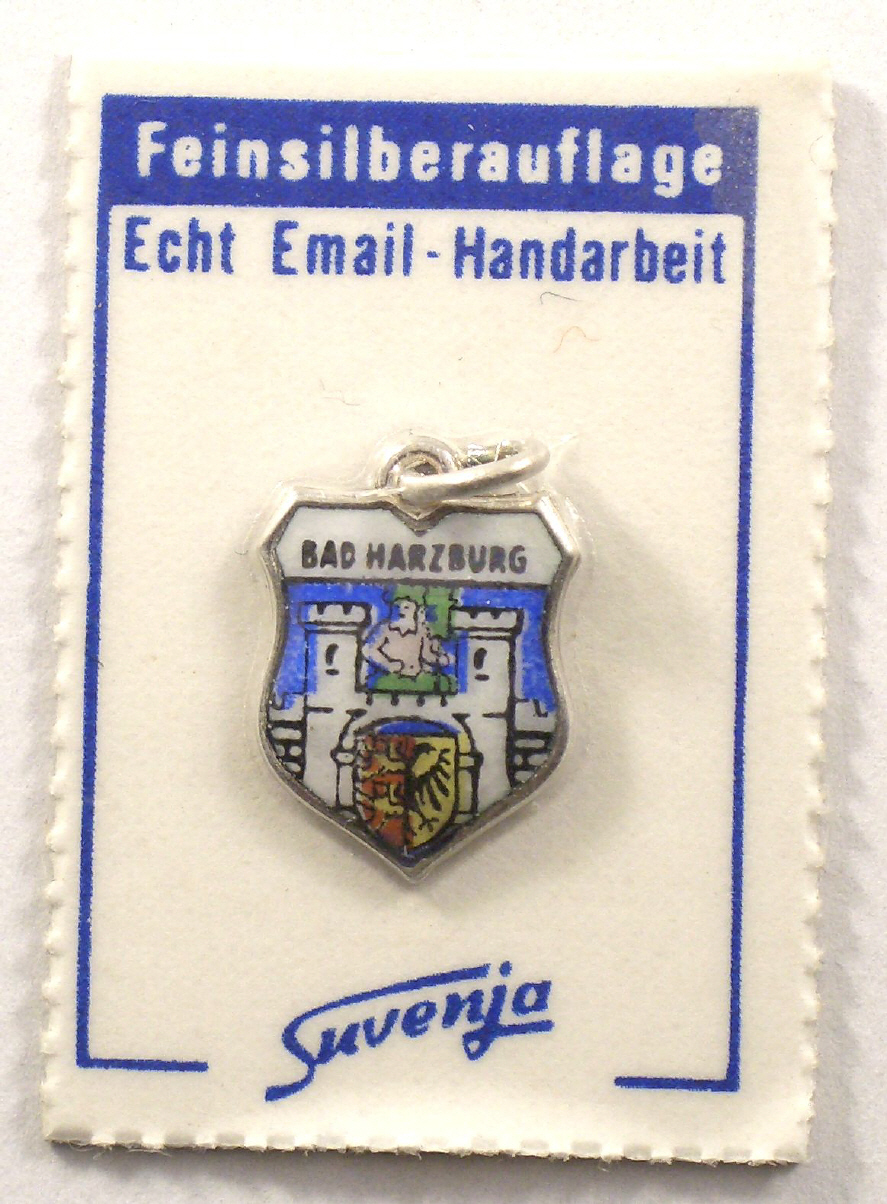 Feinsilberauflage
Echt Email-Handarbeit
BAD HARZBURG
Suvenja